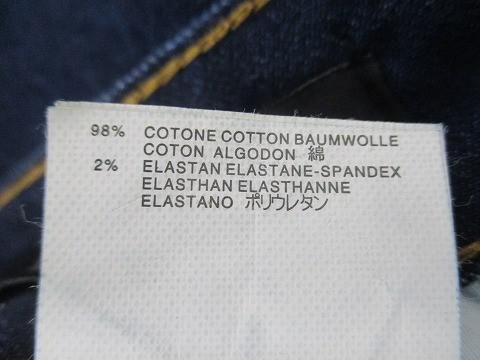 98% COTONE COTTON BAUMWOLLE
COTON ALGODON 綿
2% ELASTAN ELASTANE-SPANDEX
ELASTHAN ELASTHANNE
ELASTANO ポリウレタン